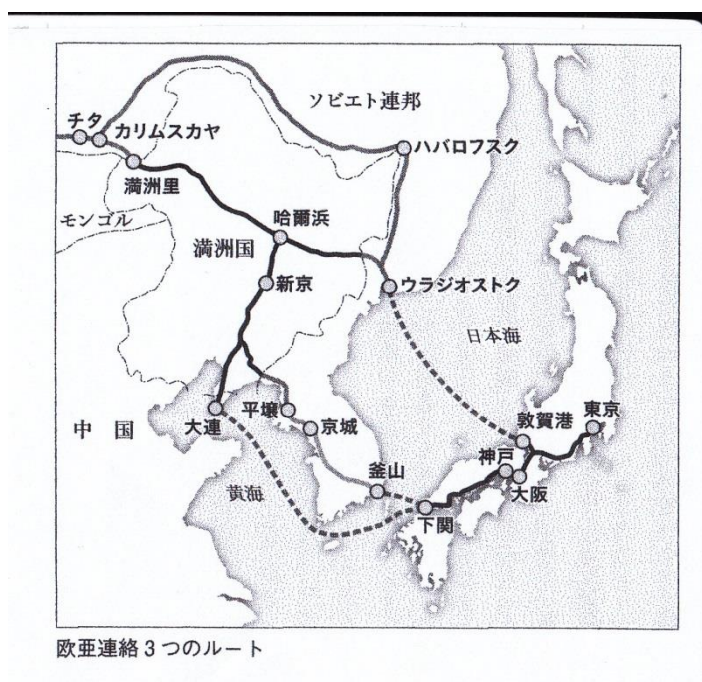 ソビエト連邦
チタ
カリムスカヤ
ハバロフスク
満洲里
モンゴル
哈爾浜
満洲国
新京
ウラジオストク
日本海
中国
大連
平壌
京城
敦賀港
東京
神戸
釜山
大阪
黄海
下関
欧亜連絡3つのルート